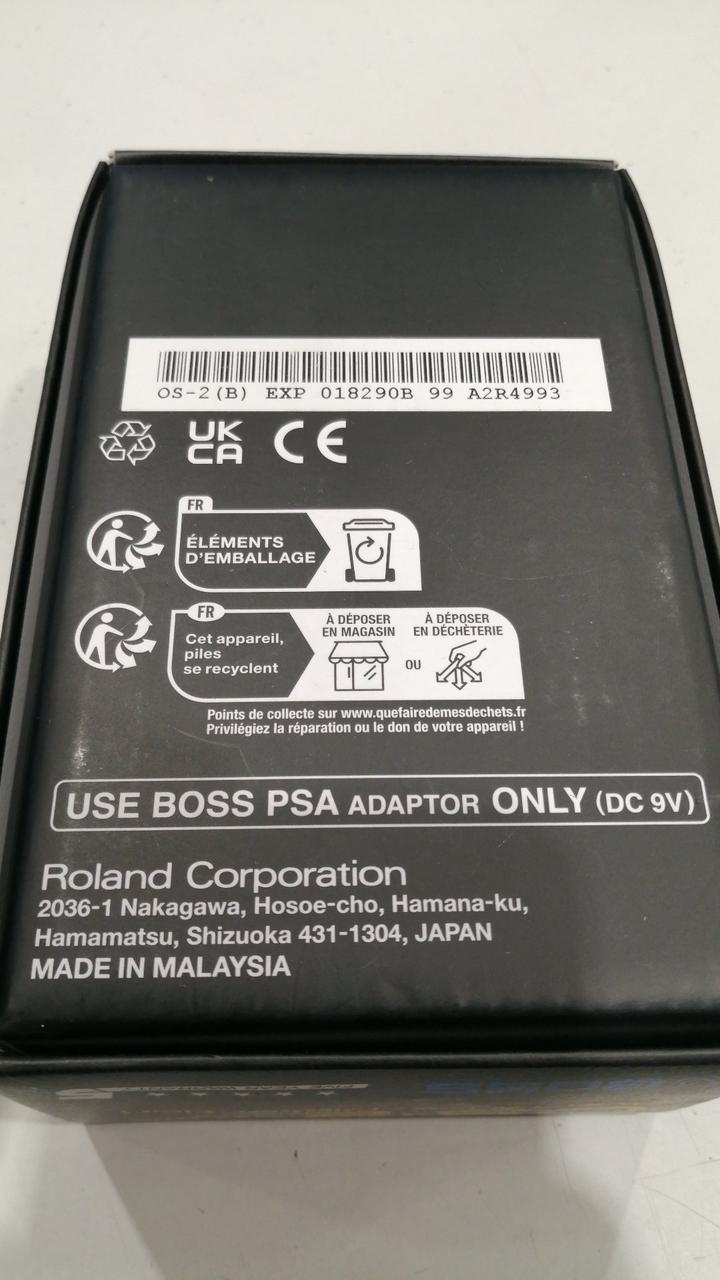 OS-2(B) EXP 018290B 99 A2R4993
UK
CA
CE
FR
ÉLÉMENTS
D'EMBALLAGE
FR
Cet appareil,
piles
se recyclent
À DÉPOSER
EN MAGASIN
OU
À DÉPOSER
EN DÉCHÈTERIE
Points de collecte sur www.quefairedemesdechets.fr
Privilégiez la réparation ou le don de votre appareil !
USE BOSS PSA ADAPTOR ONLY (DC 9V)
Roland Corporation
2036-1 Nakagawa, Hosoe-cho, Hamana-ku,
Hamamatsu, Shizuoka 431-1304, JAPAN
MADE IN MALAYSIA